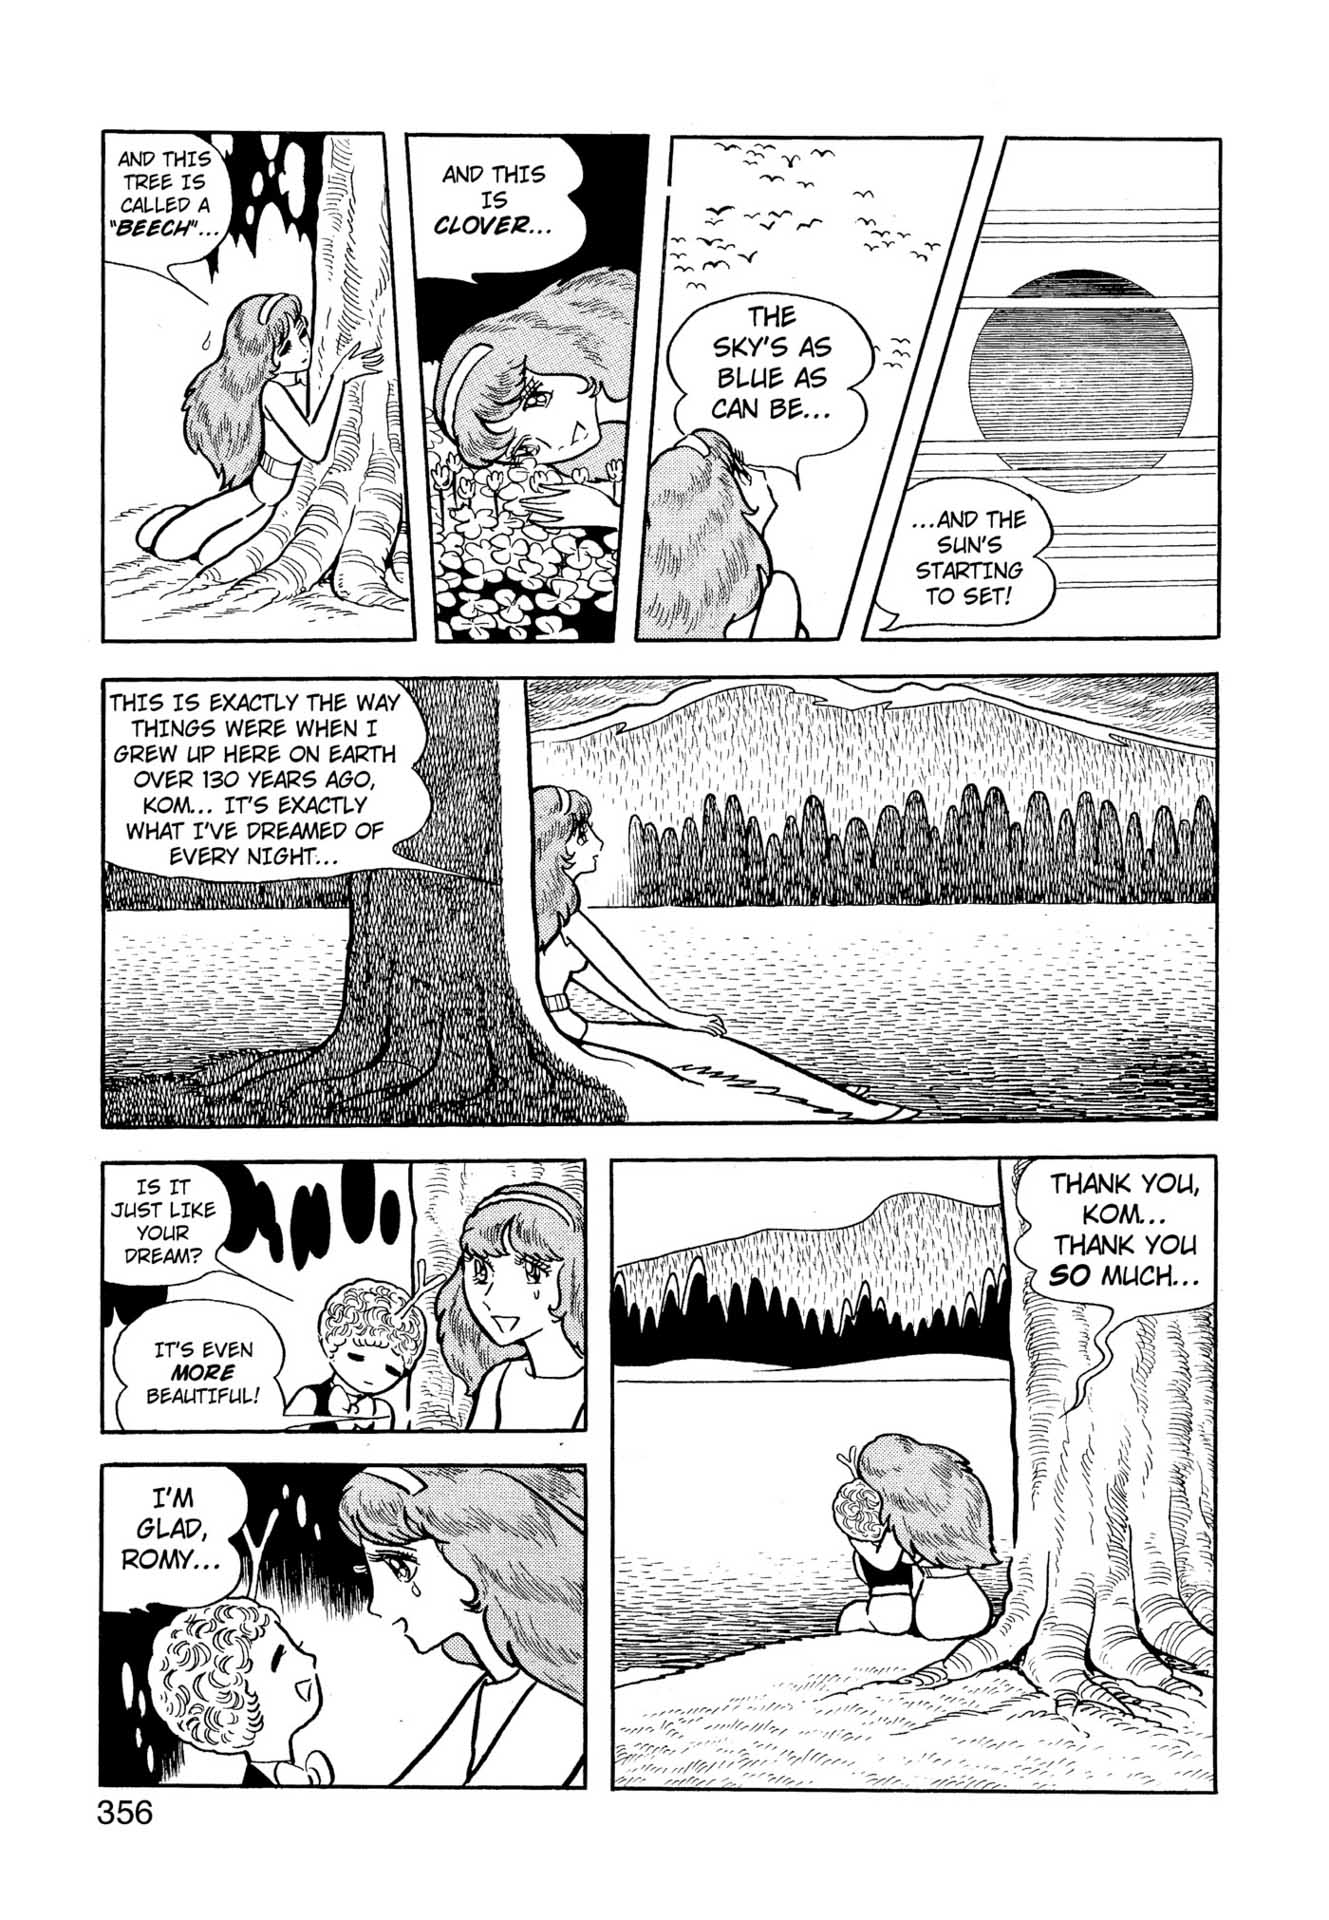 AND THIS
TREE IS
CALLED A
"BEECH"...
AND THIS
IS
CLOVER...
THE
SKY'S AS
BLUE AS
CAN BE...
...AND THE
SUN'S
STARTING
TO SET!
THIS IS EXACTLY THE WAY
THINGS WERE WHEN I
GREW UP HERE ON EARTH
OVER 130 YEARS AGO,
KOM... IT'S EXACTLY
WHAT I'VE DREAMED OF
EVERY NIGHT...
IS IT
JUST LIKE
YOUR
DREAM?
IT'S EVEN
MORE
BEAUTIFUL!
I'M
GLAD,
ROMY...
THANK YOU,
KOM...
THANK YOU
SO MUCH...
356